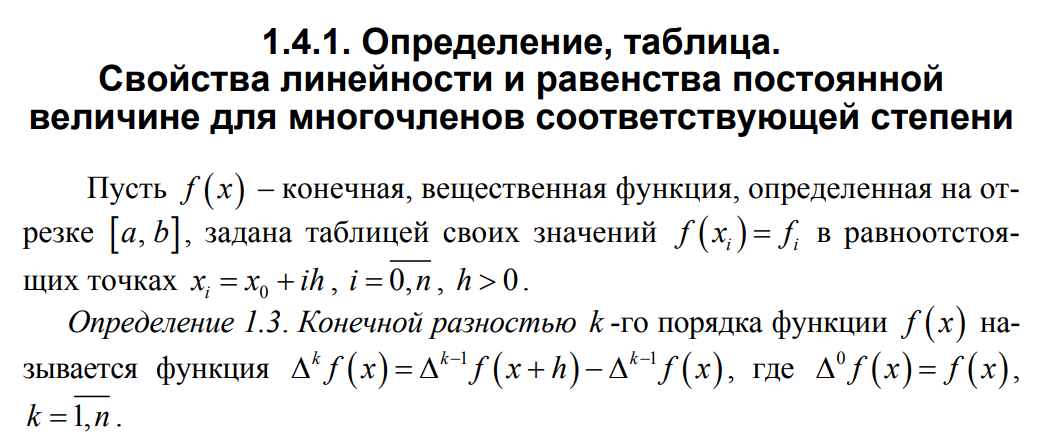 1.4.1. Определение, таблица.
Свойства линейности и равенства постоянной
величине для многочленов соответствующей степени
Пусть f(x) – конечная, вещественная функция, определенная на от-
резке [a, b], задана таблицей своих значений f(xᵢ) = fᵢ в равноотстоя-
щих точках xᵢ = x₀ + ih, i = 0,n̅, h > 0.
Определение 1.3. Конечной разностью k-го порядка функции f(x) на-
зывается функция Δᵏf(x) = Δᵏ⁻¹f(x + h) − Δᵏ⁻¹f(x), где Δ⁰f(x) = f(x),
k = 1,n̅.